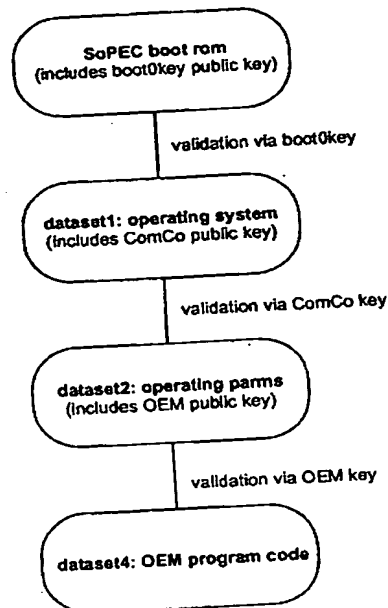 SoPEC boot rom
(includes boot0key public key)
validation via boot0key
dataset1: operating system
(includes ComCo public key)
validation via ComCo key
dataset2: operating parms
(includes OEM public key)
validation via OEM key
dataset4: OEM program code